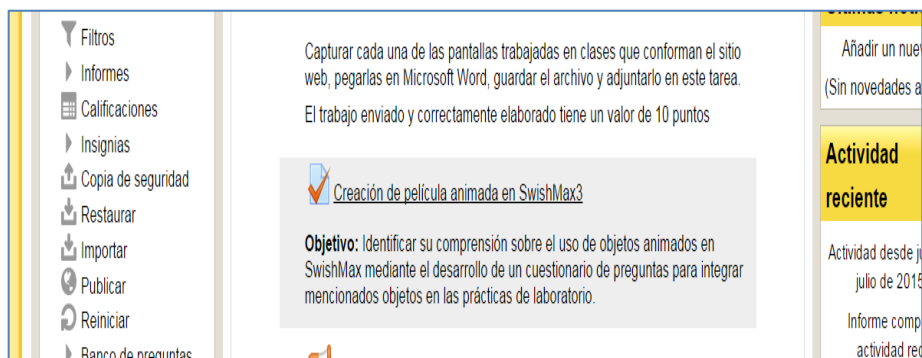 Filtros
Informes
Calificaciones
Insignias
Copia de seguridad
Restaurar
Importar
Publicar
Reiniciar
Banco de preguntas
Capturar cada una de las pantallas trabajadas en clases que conforman el sitio
web, pegarlas en Microsoft Word, guardar el archivo y adjuntarlo en este tarea.
El trabajo enviado y correctamente elaborado tiene un valor de 10 puntos
Creación de película animada en SwishMax3
Objetivo: Identificar su comprensión sobre el uso de objetos animados en
SwishMax mediante el desarrollo de un cuestionario de preguntas para integrar
mencionados objetos en las prácticas de laboratorio.
Añadir un
(Sin novedades
Actividad
reciente
Actividad desde
julio de 2015
Informe
actividad